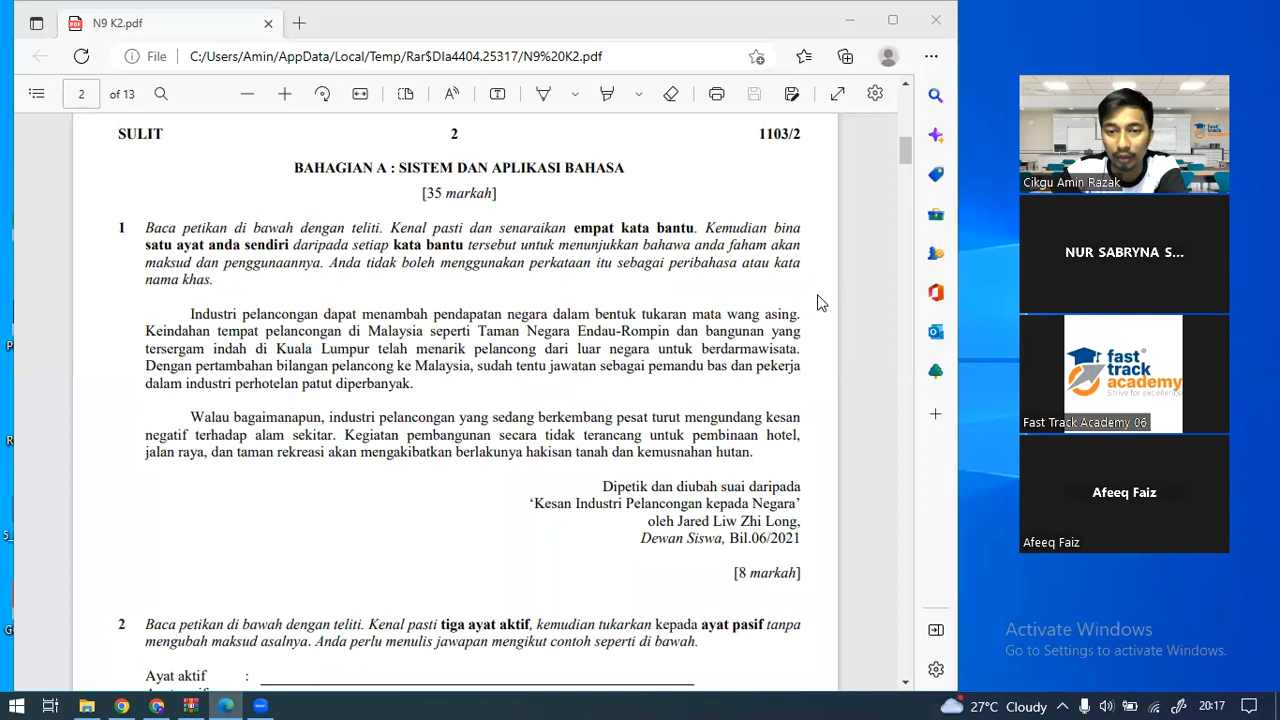 N9 K2.pdf
File
C:/Users/Amin/AppData/Local/Temp/Rar$DIa4404.25317/N9%20K2.pdf
2 of 13
SULIT 2 1103/2
BAHAGIAN A : SISTEM DAN APLIKASI BAHASA
[35 markah]
1 Baca petikan di bawah dengan teliti. Kenal pasti dan senaraikan empat kata bantu. Kemudian bina
satu ayat anda sendiri daripada setiap kata bantu tersebut untuk menunjukkan bahawa anda faham akan
maksud dan penggunaannya. Anda tidak boleh menggunakan perkataan itu sebagai peribahasa atau kata
nama khas.
Industri pelancongan dapat menambah pendapatan negara dalam bentuk tukaran mata wang asing.
Keindahan tempat pelancongan di Malaysia seperti Taman Negara Endau-Rompin dan bangunan yang
tersergam indah di Kuala Lumpur telah menarik pelancong dari luar negara untuk berdarmawisata.
Dengan pertambahan bilangan pelancong ke Malaysia, sudah tentu jawatan sebagai pemandu bas dan pekerja
dalam industri perhotelan patut diperbanyak.
Walau bagaimanapun, industri pelancongan yang sedang berkembang pesat turut mengundang kesan
negatif terhadap alam sekitar. Kegiatan pembangunan secara tidak terancang untuk pembinaan hotel,
jalan raya, dan taman rekreasi akan mengakibatkan berlakunya hakisan tanah dan kemusnahan hutan.
Dipetik dan diubah suai daripada
‘Kesan Industri Pelancongan kepada Negara’
oleh Jared Liw Zhi Long,
Dewan Siswa, Bil.06/2021
[8 markah]
2 Baca petikan di bawah dengan teliti. Kenal pasti tiga ayat aktif, kemudian tukarkan kepada ayat pasif tanpa
mengubah maksud asalnya. Anda perlu menulis jawapan mengikut contoh seperti di bawah.
Ayat aktif :
fast
track
academy
Cikgu Amin Razak
NUR SABRYNA S...
fast
track
academy
Strive for excellence
Fast Track Academy 06
Afeeq Faiz
Afeeq Faiz
Activate Windows
Go to Settings to activate Windows.
27°C Cloudy
20:17